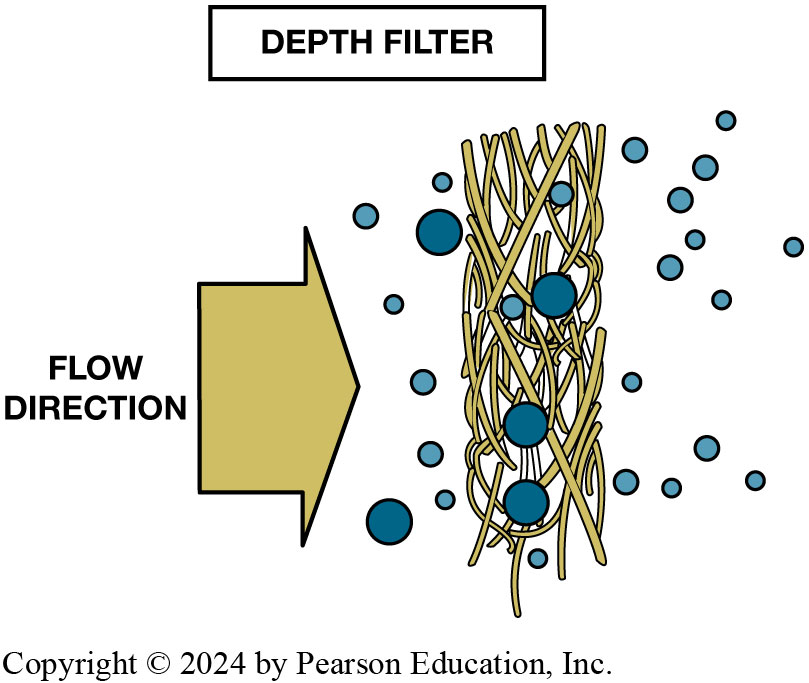 DEPTH FILTER
FLOW
DIRECTION
Copyright © 2024 by Pearson Education, Inc.